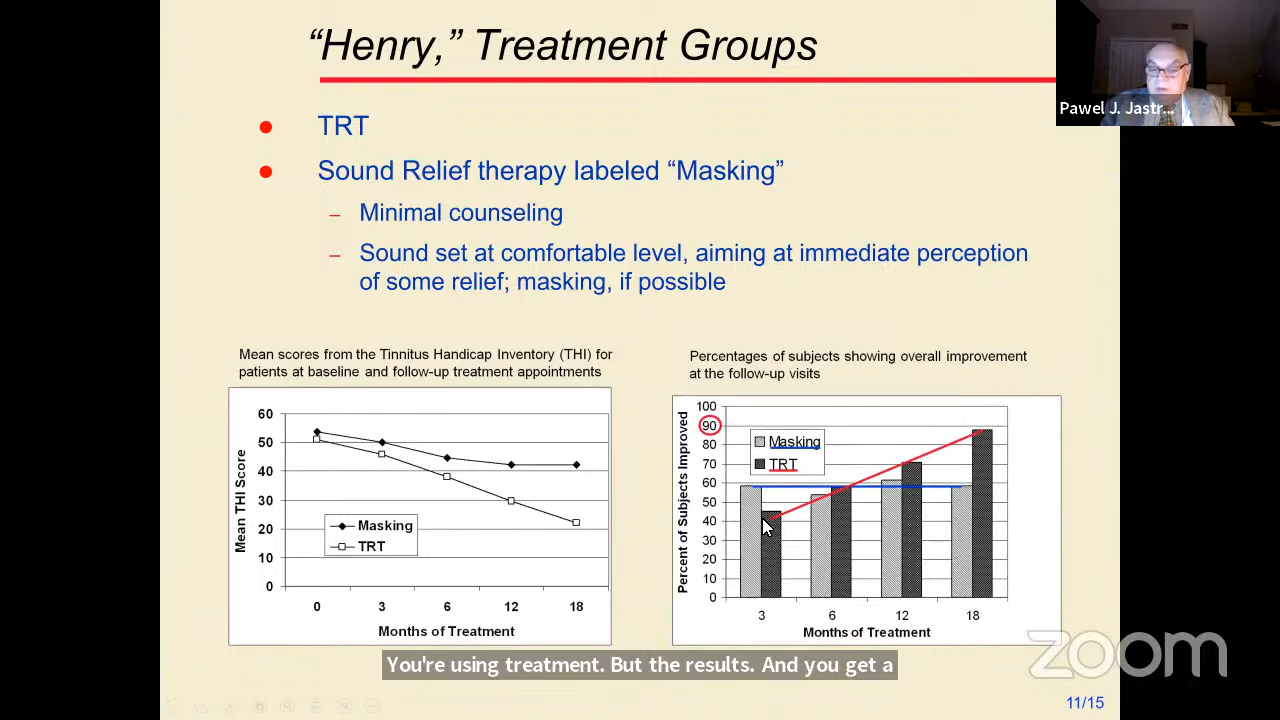 “Henry,” Treatment Groups
Pawel J. Jastr...
● TRT
● Sound Relief therapy labeled “Masking”
– Minimal counseling
– Sound set at comfortable level, aiming at immediate perception
of some relief; masking, if possible
Mean scores from the Tinnitus Handicap Inventory (THI) for
patients at baseline and follow-up treatment appointments
Mean THI Score
60
50
40
30
20
10
0
Masking
TRT
0 3 6 12 18
Months of Treatment
Percentages of subjects showing overall improvement
at the follow-up visits
Percent of Subjects Improved
100
90
80
70
60
50
40
30
20
10
0
Masking
TRT
3 6 12 18
Months of Treatment
zoom
You're using treatment. But the results. And you get a
11/15